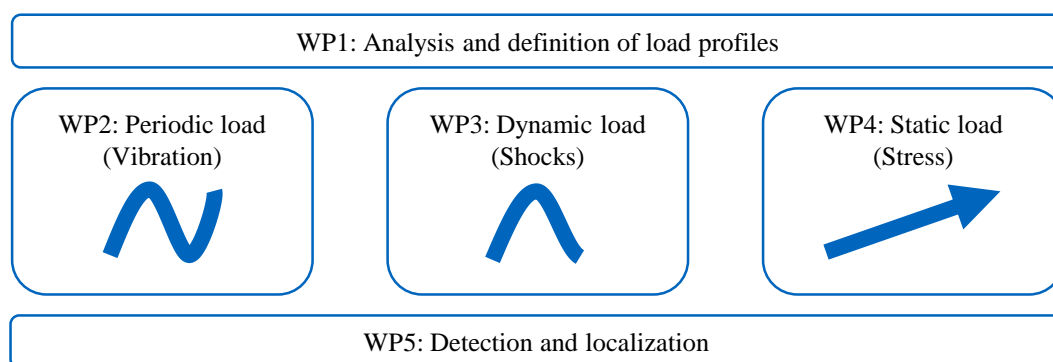 WP1: Analysis and definition of load profiles
WP2: Periodic load
(Vibration)
WP3: Dynamic load
(Shocks)
WP4: Static load
(Stress)
WP5: Detection and localization